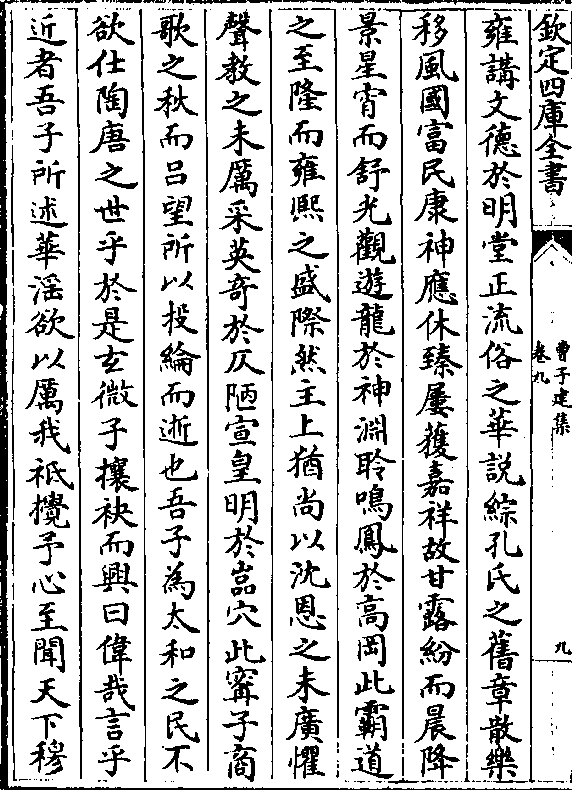 欽定四庫全書
曹子建集
卷九
九
雍講文德於明堂正流俗之華説綜孔氏之舊章散樂
移風國富民康神應休臻屢獲嘉祥故甘露紛而晨降
景星宵而舒光觀遊龍於神淵聆鳴鳳於高岡此霸道
之至隆而雍熙之盛際然主上猶尚以沈恩之未廣懼
聲教之未厲采英奇於仄陋宣皇明於嵓穴此寗子商
歌之秋而吕望所以投綸而逝也吾子為太和之民不
欲仕陶唐之世乎於是玄微子攘袂而興曰偉哉言乎
近者吾子所述華滛欲以厲我祇攪予心至聞天下穆